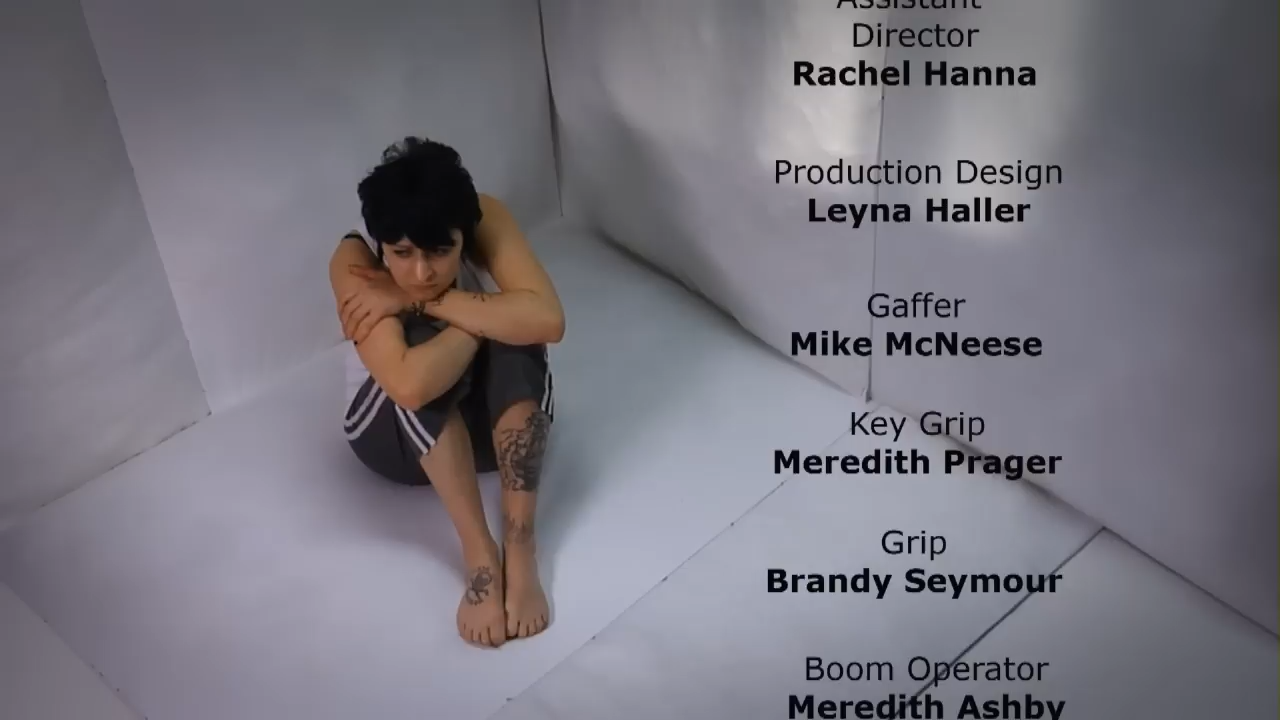 Assistant
Director
Rachel Hanna
Production Design
Leyna Haller
Gaffer
Mike McNeese
Key Grip
Meredith Prager
Grip
Brandy Seymour
Boom Operator
Meredith Ashby